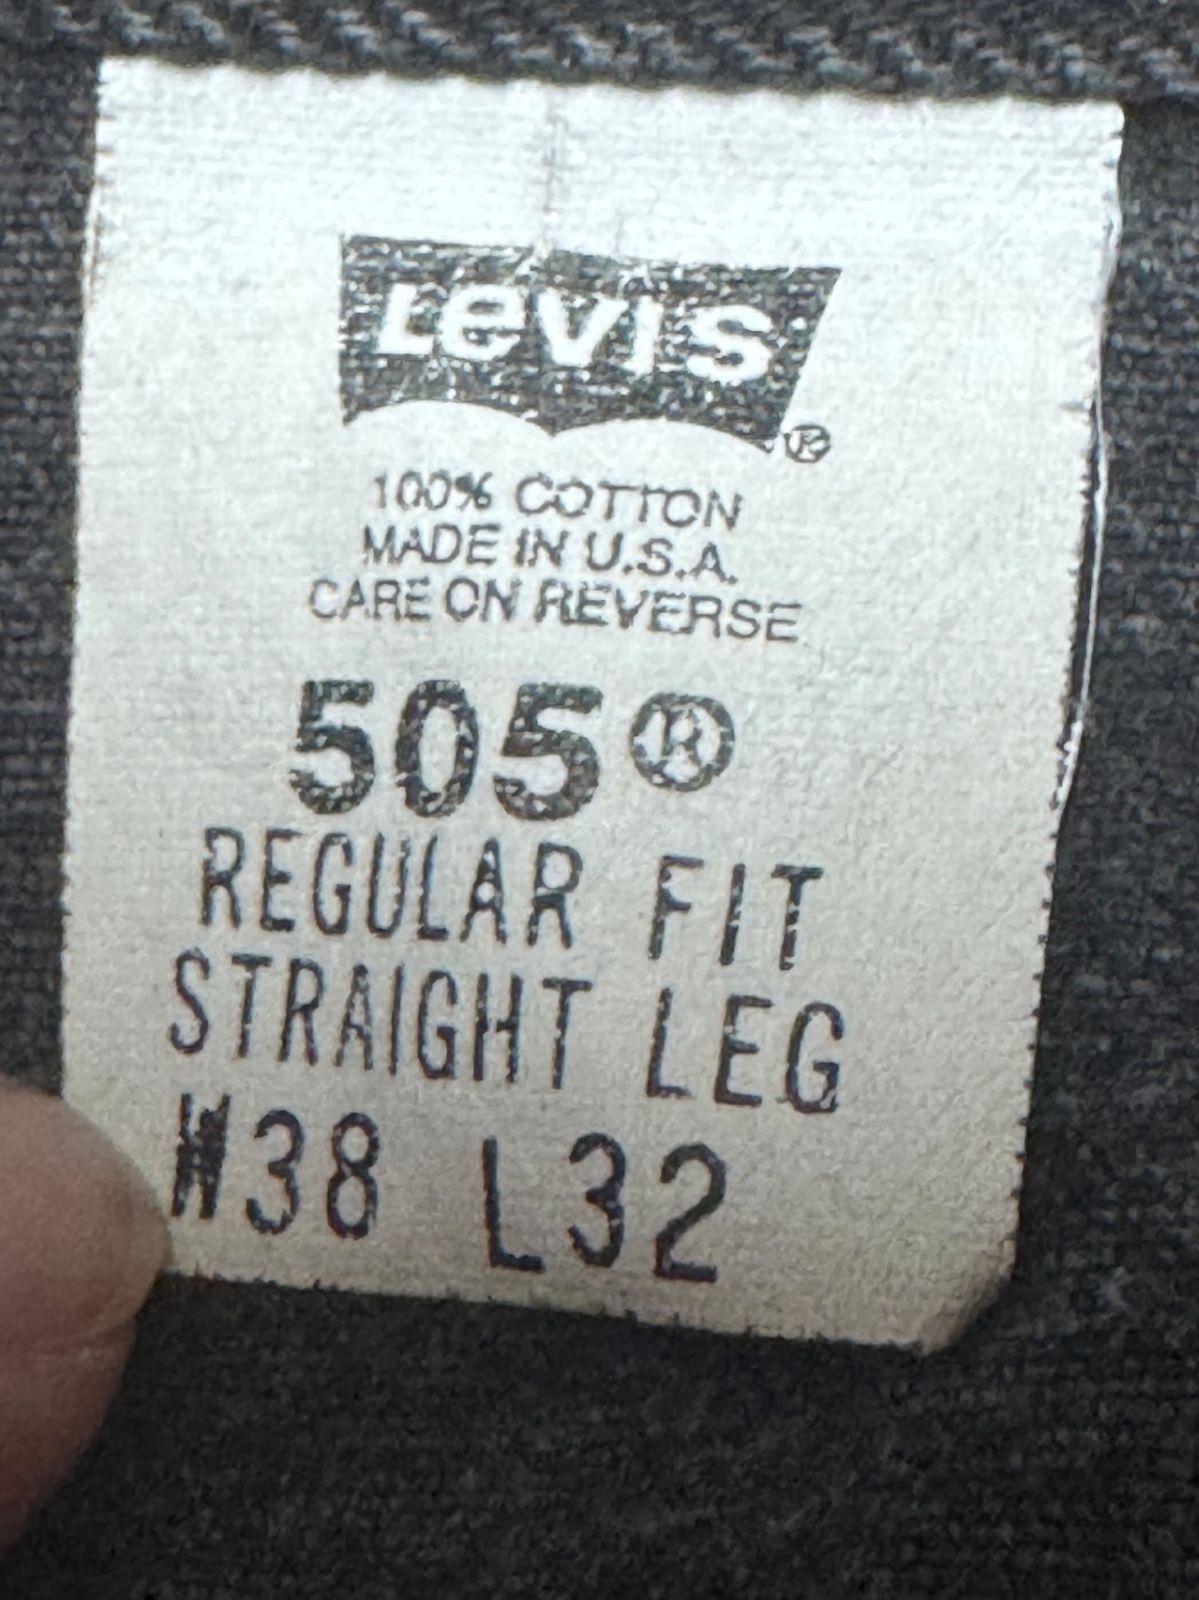 Levi's ®
100% COTTON
MADE IN U.S.A.
CARE ON REVERSE
505®
REGULAR FIT
STRAIGHT LEG
W38 L32